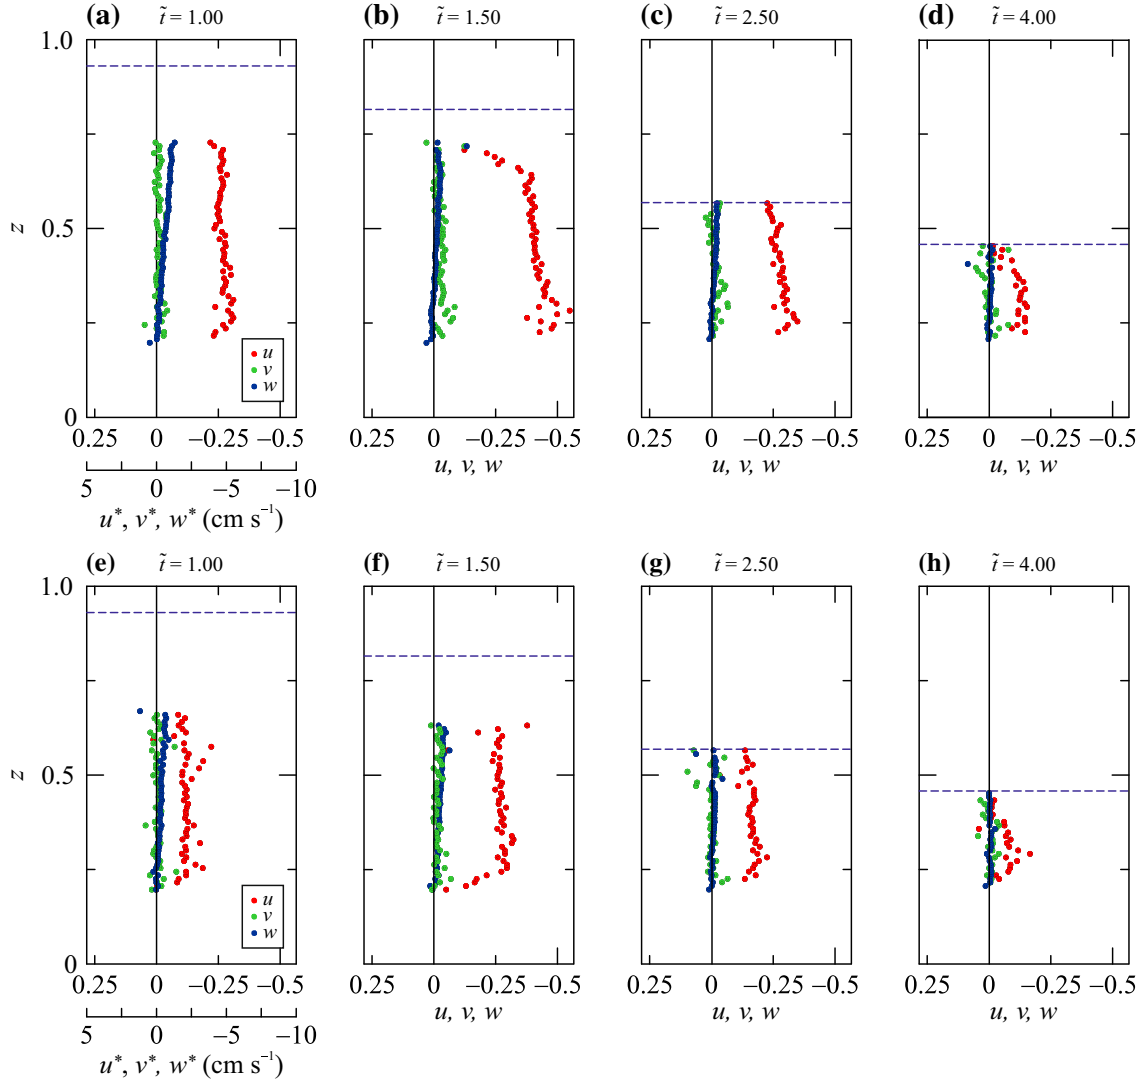 (a) t̃ = 1.00 (b) t̃ = 1.50 (c) t̃ = 2.50 (d) t̃ = 4.00
1.0
z
0.5
u
v
w
0
0.25 0 −0.25 −0.5 0.25 0 −0.25 −0.5 0.25 0 −0.25 −0.5 0.25 0 −0.25 −0.5
u, v, w u, v, w u, v, w
5 0 −5 −10
u*, v*, w* (cm s⁻¹)
(e) t̃ = 1.00 (f) t̃ = 1.50 (g) t̃ = 2.50 (h) t̃ = 4.00
1.0
z
0.5
u
v
w
0
0.25 0 −0.25 −0.5 0.25 0 −0.25 −0.5 0.25 0 −0.25 −0.5 0.25 0 −0.25 −0.5
u, v, w u, v, w u, v, w
5 0 −5 −10
u*, v*, w* (cm s⁻¹)